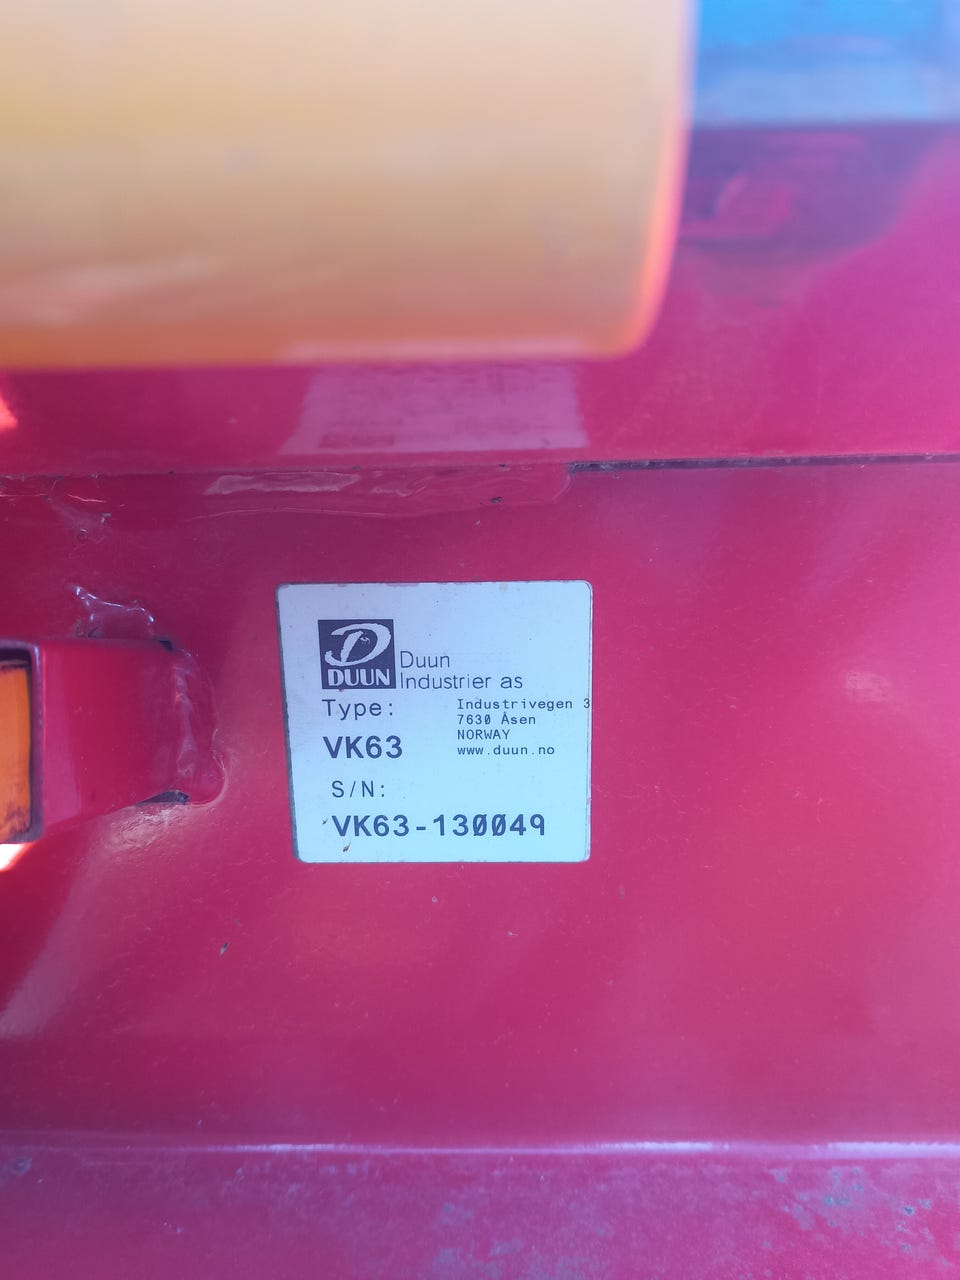 DUUN
Duun
Industrier as
Type:
VK63
Industrivegen 3
7630 Åsen
NORWAY
www.duun.no
S/N:
VK63-130049